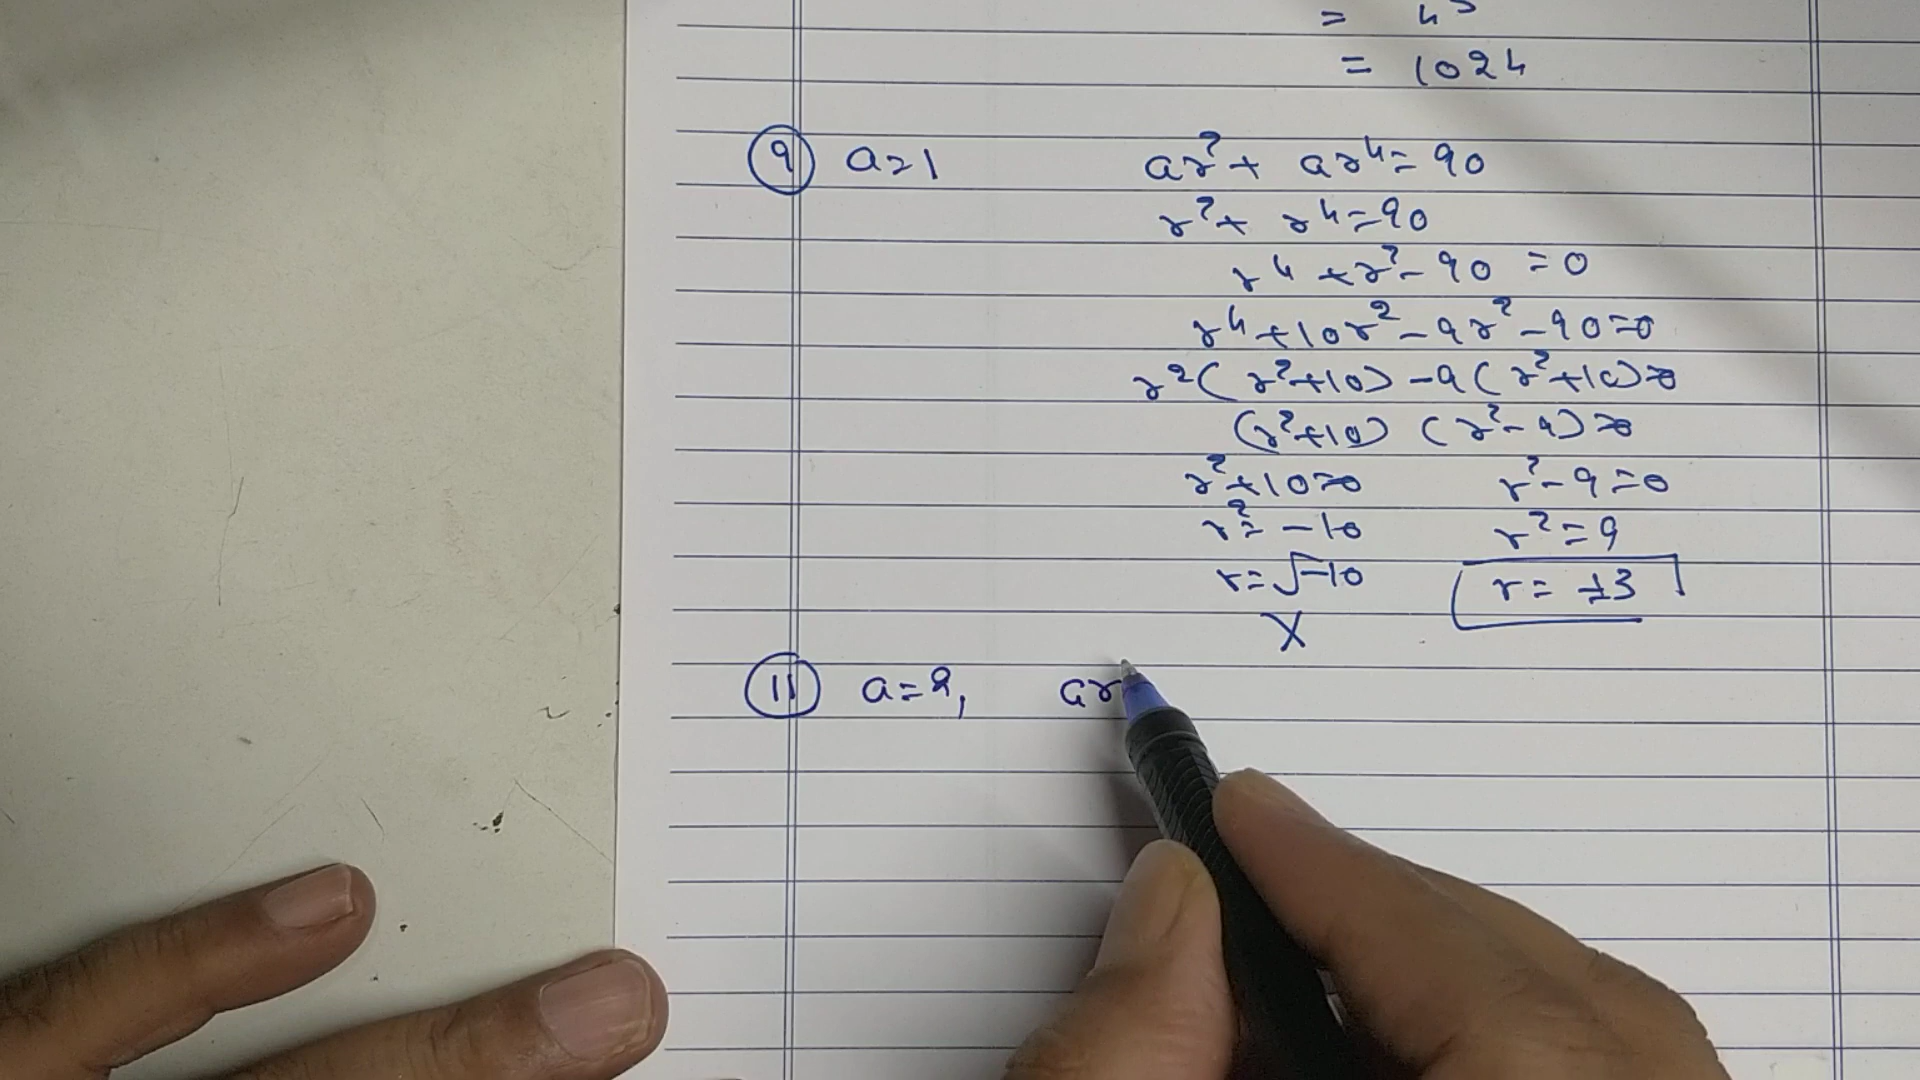 = 4⁵
= 1024
⑨ a=1 ar²+ ar⁴=90
r²+ r⁴=90
r⁴ +r²-90 =0
r⁴+10r²-9r²-90=0
r²(r²+10)-9(r²+10)=0
(r²+10) (r²-9)=0
r²+10=0 r²-9=0
r²=-10 r²=9
r=√-10 r= ±3
X
⑪ a=2, ar